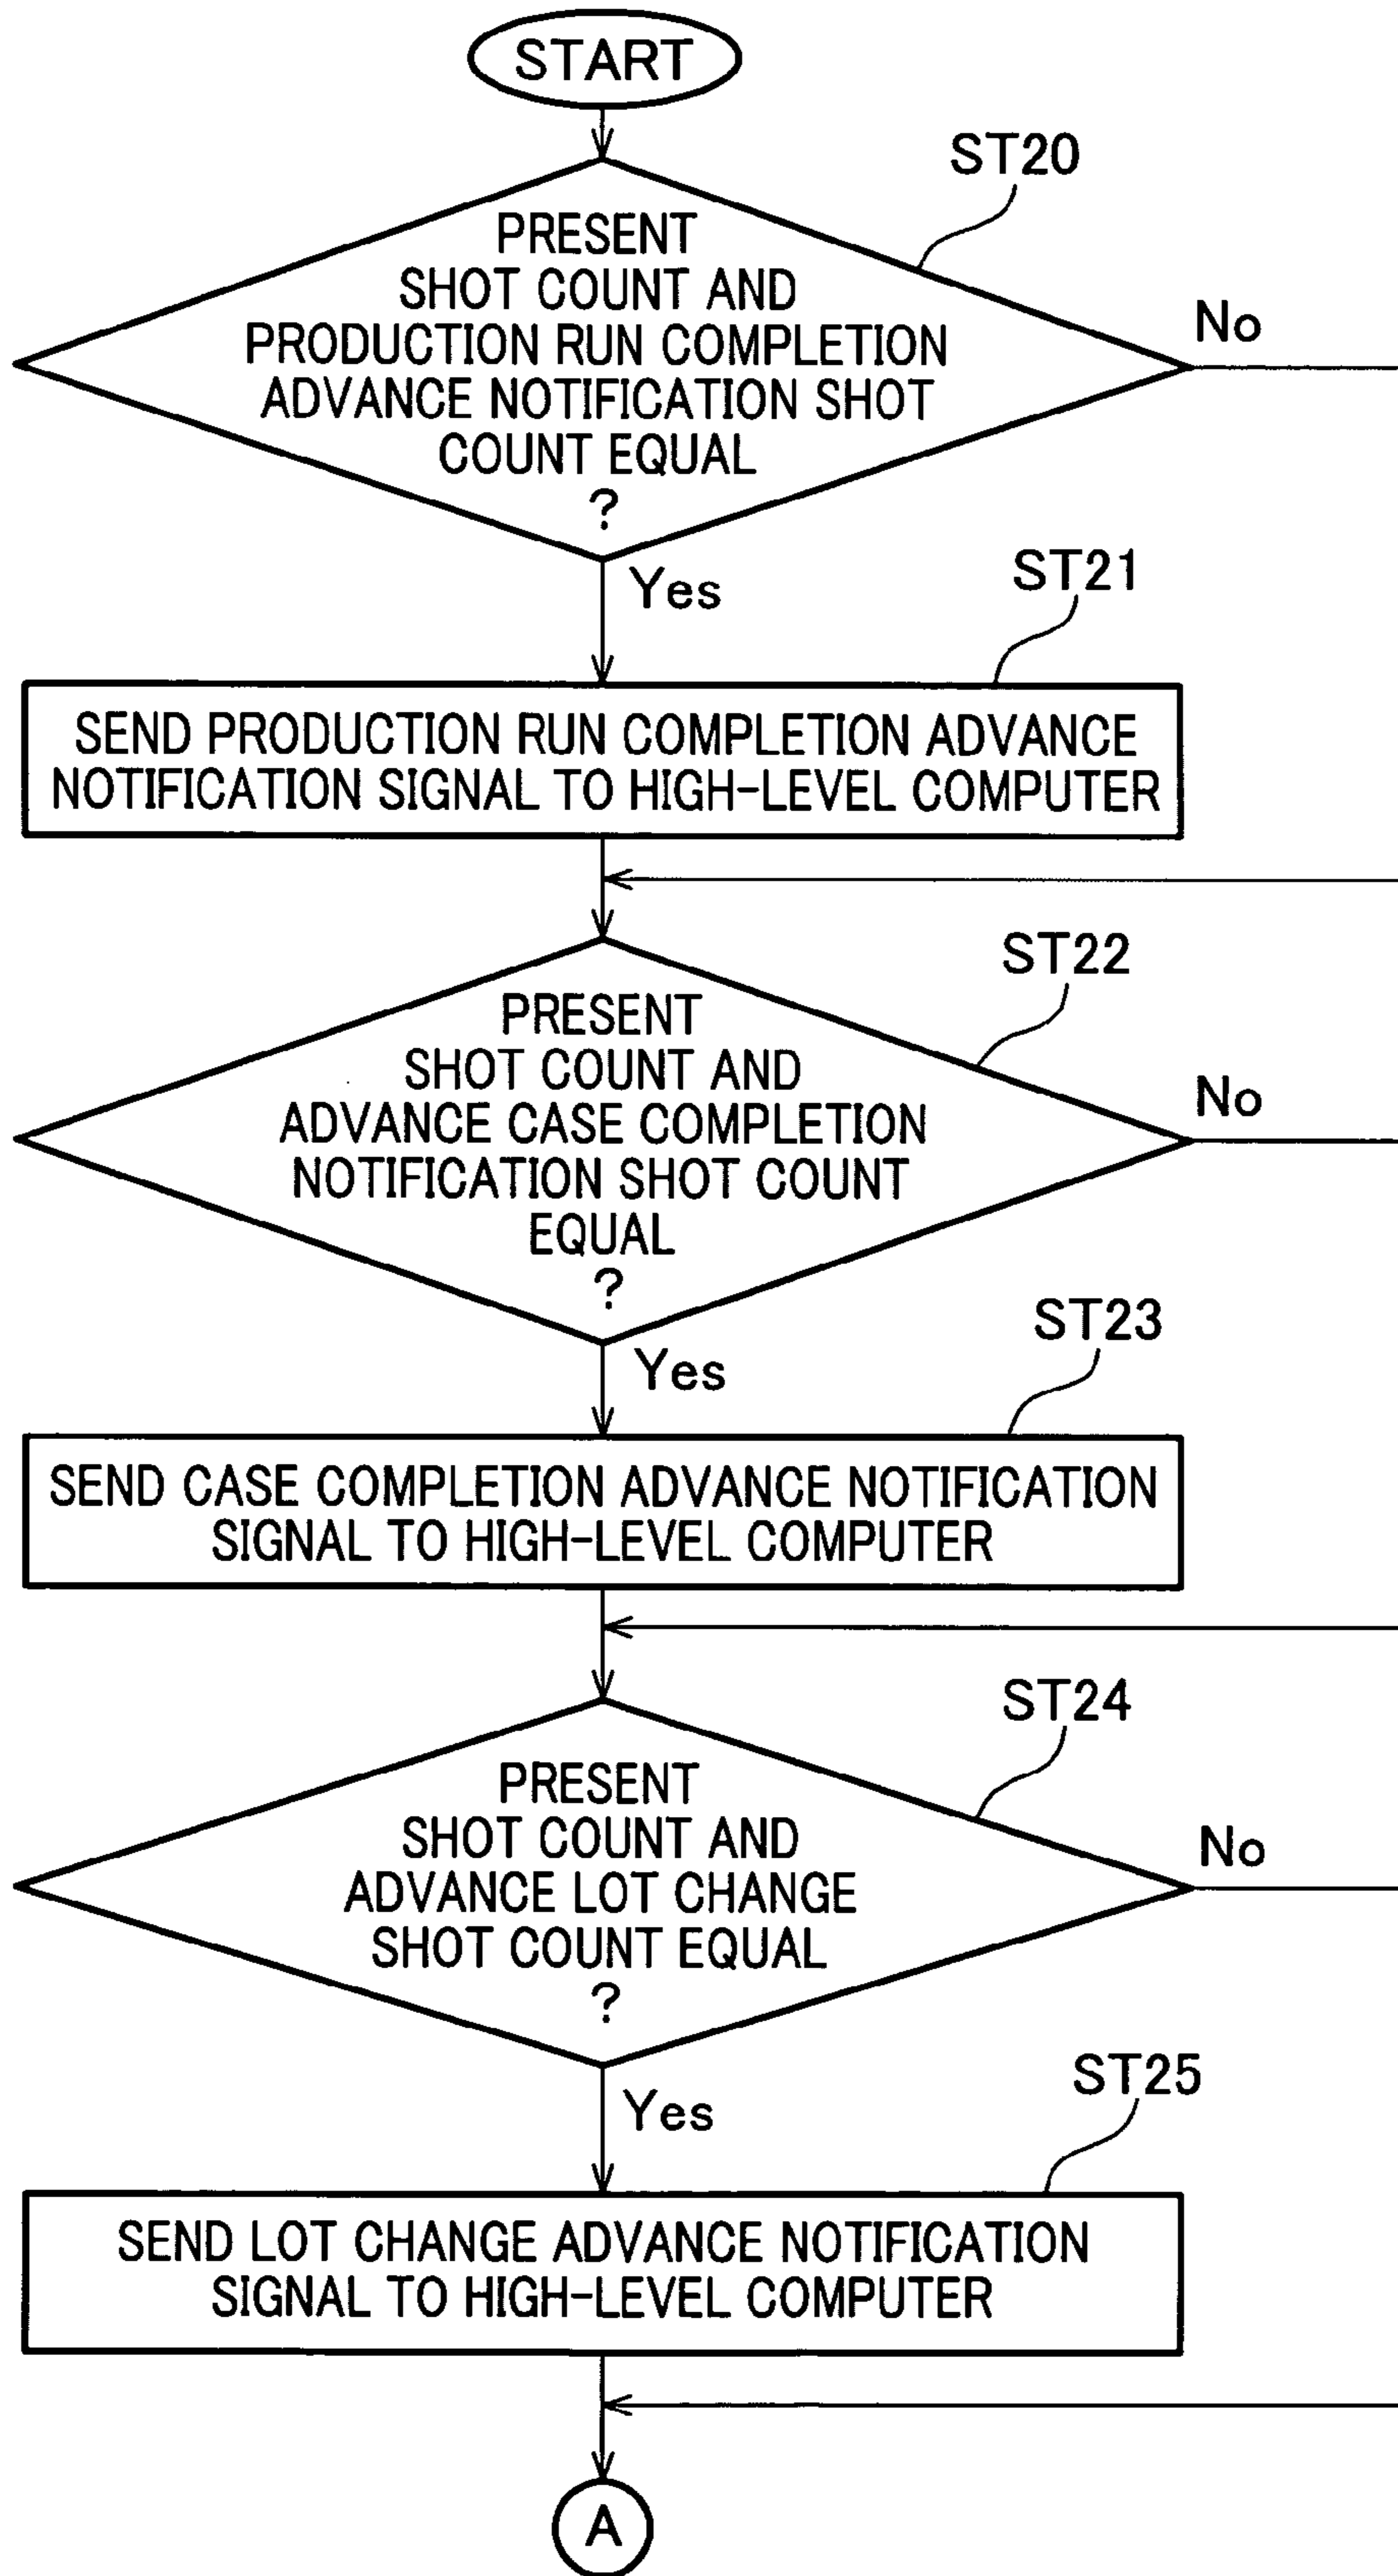 START
ST20
PRESENT
SHOT COUNT AND
PRODUCTION RUN COMPLETION
ADVANCE NOTIFICATION SHOT
COUNT EQUAL
?
No
Yes
ST21
SEND PRODUCTION RUN COMPLETION ADVANCE
NOTIFICATION SIGNAL TO HIGH-LEVEL COMPUTER
ST22
PRESENT
SHOT COUNT AND
ADVANCE CASE COMPLETION
NOTIFICATION SHOT COUNT
EQUAL
?
No
Yes
ST23
SEND CASE COMPLETION ADVANCE NOTIFICATION
SIGNAL TO HIGH-LEVEL COMPUTER
ST24
PRESENT
SHOT COUNT AND
ADVANCE LOT CHANGE
SHOT COUNT EQUAL
?
No
Yes
ST25
SEND LOT CHANGE ADVANCE NOTIFICATION
SIGNAL TO HIGH-LEVEL COMPUTER
A